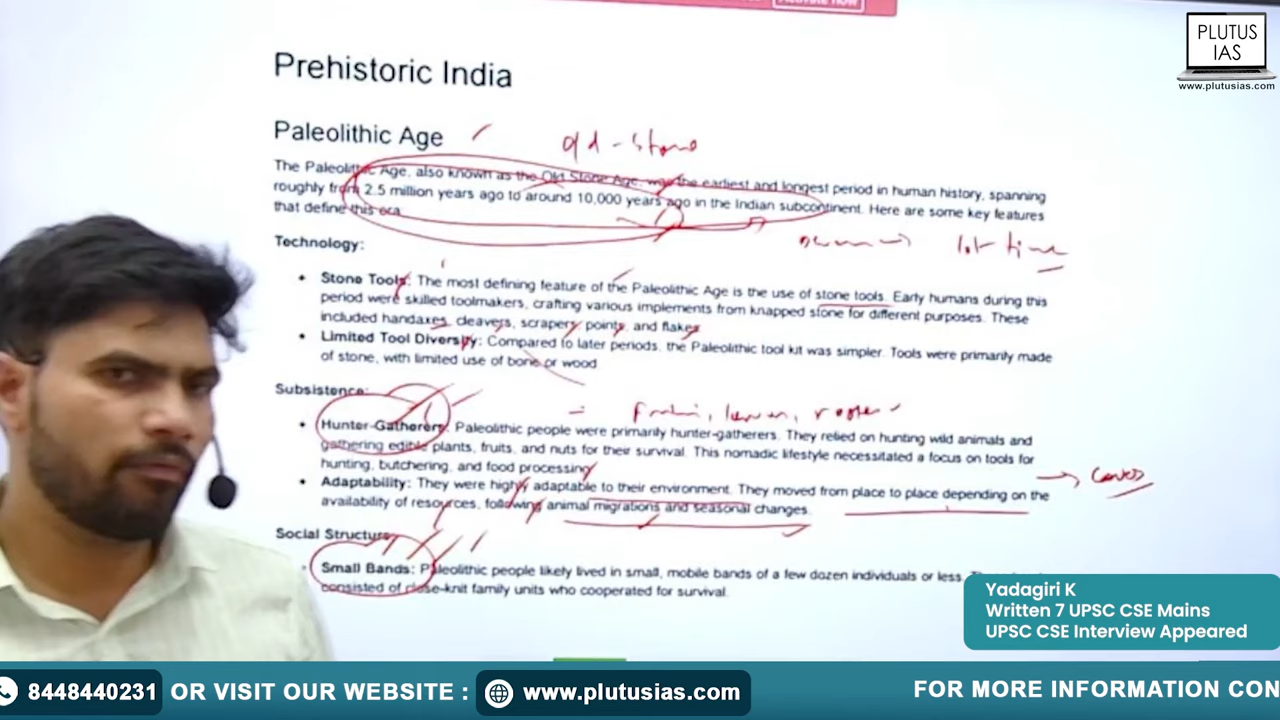 PLUTUS
IAS
www.plutusias.com
Prehistoric India
Paleolithic Age
old-stone
The Paleolithic Age, also known as the Old Stone Age, was the earliest and longest period in human history, spanning
roughly from 2.5 million years ago to around 10,000 years ago in the Indian subcontinent. Here are some key features
that define this era
lot time
Technology:
• Stone Tools: The most defining feature of the Paleolithic Age is the use of stone tools. Early humans during this
period were skilled toolmakers, crafting various implements from knapped stone for different purposes. These
included handaxes, cleavers, scrapers, points, and flakes
• Limited Tool Diversity: Compared to later periods, the Paleolithic tool kit was simpler. Tools were primarily made
of stone, with limited use of bone or wood
Subsistence:
• Hunter-Gatherers: Paleolithic people were primarily hunter-gatherers. They relied on hunting wild animals and
gathering edible plants, fruits, and nuts for their survival. This nomadic lifestyle necessitated a focus on tools for
hunting, butchering, and food processing
• Adaptability: They were highly adaptable to their environment. They moved from place to place depending on the
availability of resources, following animal migrations and seasonal changes.
Social Structure
Small Bands: Paleolithic people likely lived in small, mobile bands of a few dozen individuals or less.
consisted of close-knit family units who cooperated for survival.
Yadagiri K
Written 7 UPSC CSE Mains
UPSC CSE Interview Appeared
8448440231 OR VISIT OUR WEBSITE : www.plutusias.com FOR MORE INFORMATION CON